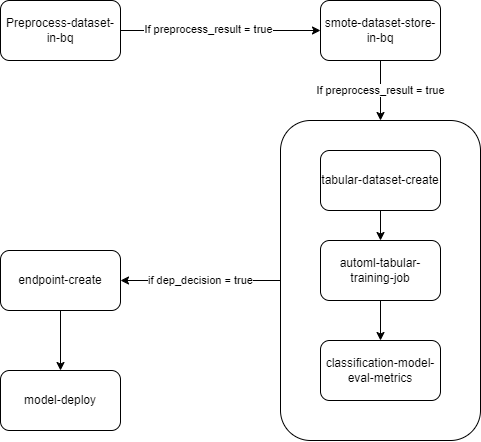 Preprocess-dataset-
in-bq
If preprocess_result = true
smote-dataset-store-
in-bq
If preprocess_result = true
tabular-dataset-create
automl-tabular-
training-job
classification-model-
eval-metrics
if dep_decision = true
endpoint-create
model-deploy